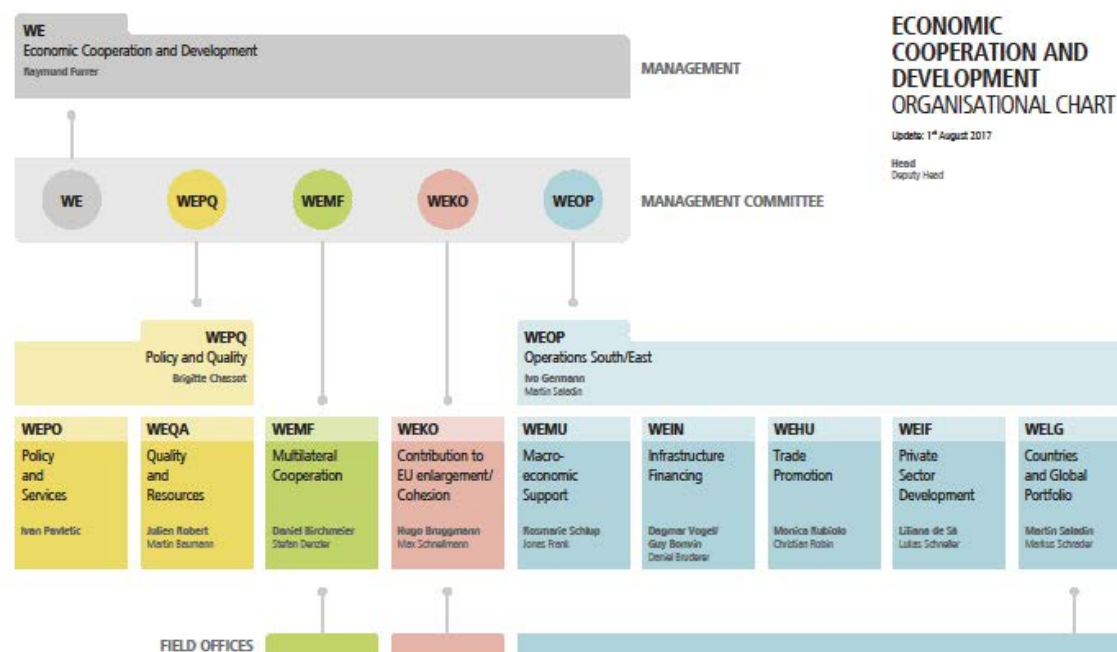 WE
Economic Cooperation and Development
Raymund Furrer
MANAGEMENT
ECONOMIC
COOPERATION AND
DEVELOPMENT
ORGANISATIONAL CHART
Update: 1st August 2017
Head
Deputy Head
WE
WEPQ
WEMF
WEKO
WEOP
MANAGEMENT COMMITTEE
WEPQ
Policy and Quality
Brigitte Chassot
WEOP
Operations South/East
Ivo Germann
Martin Saladin
WEPO
Policy
and
Services
Ivan Pavletic
WEQA
Quality
and
Resources
Julien Robert
Martin Baumann
WEMF
Multilateral
Cooperation
Daniel Birchmeier
Stefan Denzler
WEKO
Contribution to
EU enlargement/
Cohesion
Hugo Bruggmann
Max Schnellmann
WEMU
Macro-
economic
Support
Rosmarie Schlup
Jonas Frank
WEIN
Infrastructure
Financing
Dagmar Vogel/
Guy Bonvin
Daniel Bruderer
WEHU
Trade
Promotion
Monica Rubiolo
Christian Robin
WEIF
Private
Sector
Development
Liliana de Sá
Lukas Schneller
WELG
Countries
and Global
Portfolio
Martin Saladin
Markus Schrader
FIELD OFFICES